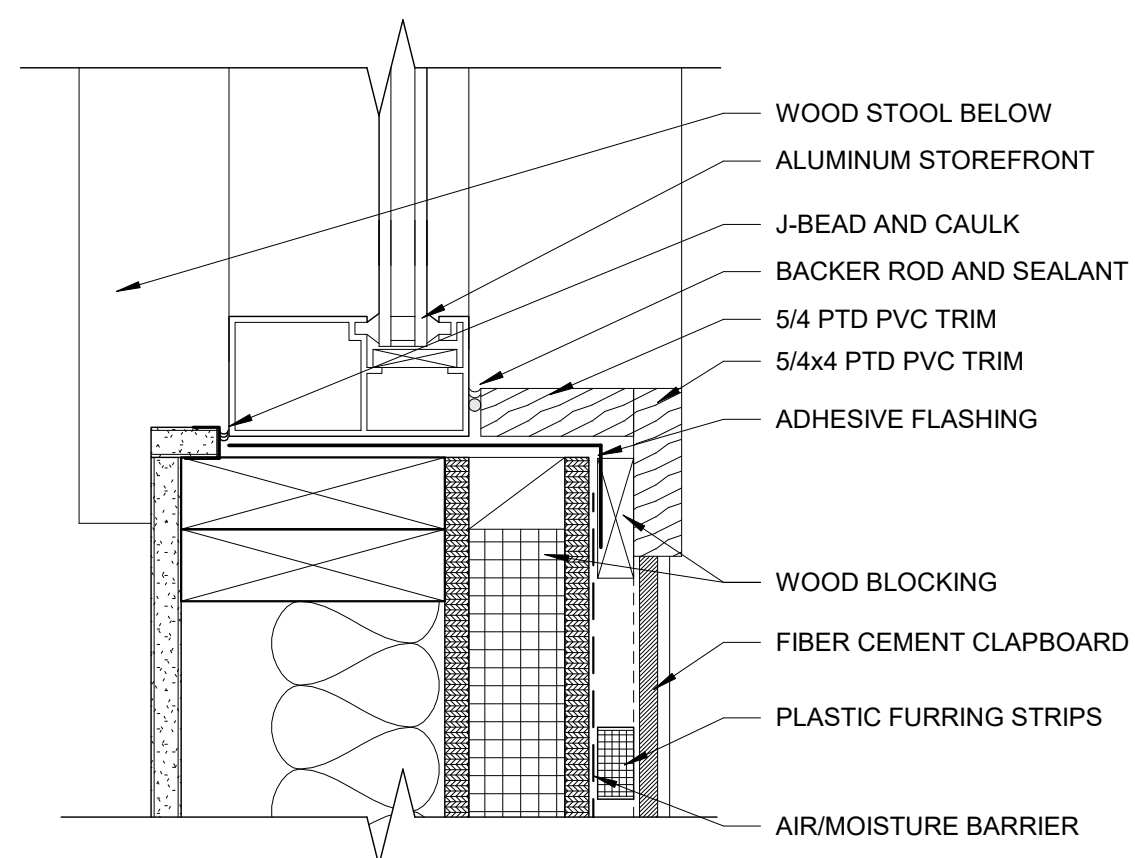 WOOD STOOL BELOW
ALUMINUM STOREFRONT
J-BEAD AND CAULK
BACKER ROD AND SEALANT
5/4 PTD PVC TRIM
5/4x4 PTD PVC TRIM
ADHESIVE FLASHING
WOOD BLOCKING
FIBER CEMENT CLAPBOARD
PLASTIC FURRING STRIPS
AIR/MOISTURE BARRIER